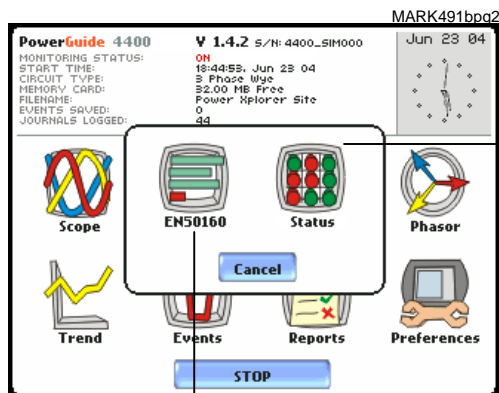 MARK491bpg2
PowerGuide 4400 V 1.4.2 S/N: 4400_SIM000 Jun 23 04
MONITORING STATUS: ON
START TIME: 18:44:53, Jun 23 04
CIRCUIT TYPE: 3 Phase Wye
MEMORY CARD: 32.00 MB Free
FILENAME: Power Xplorer Site
EVENTS SAVED: 0
JOURNALS LOGGED: 44
Scope EN50160 Status Phasor
Cancel
Trend Events Reports Preferences
STOP